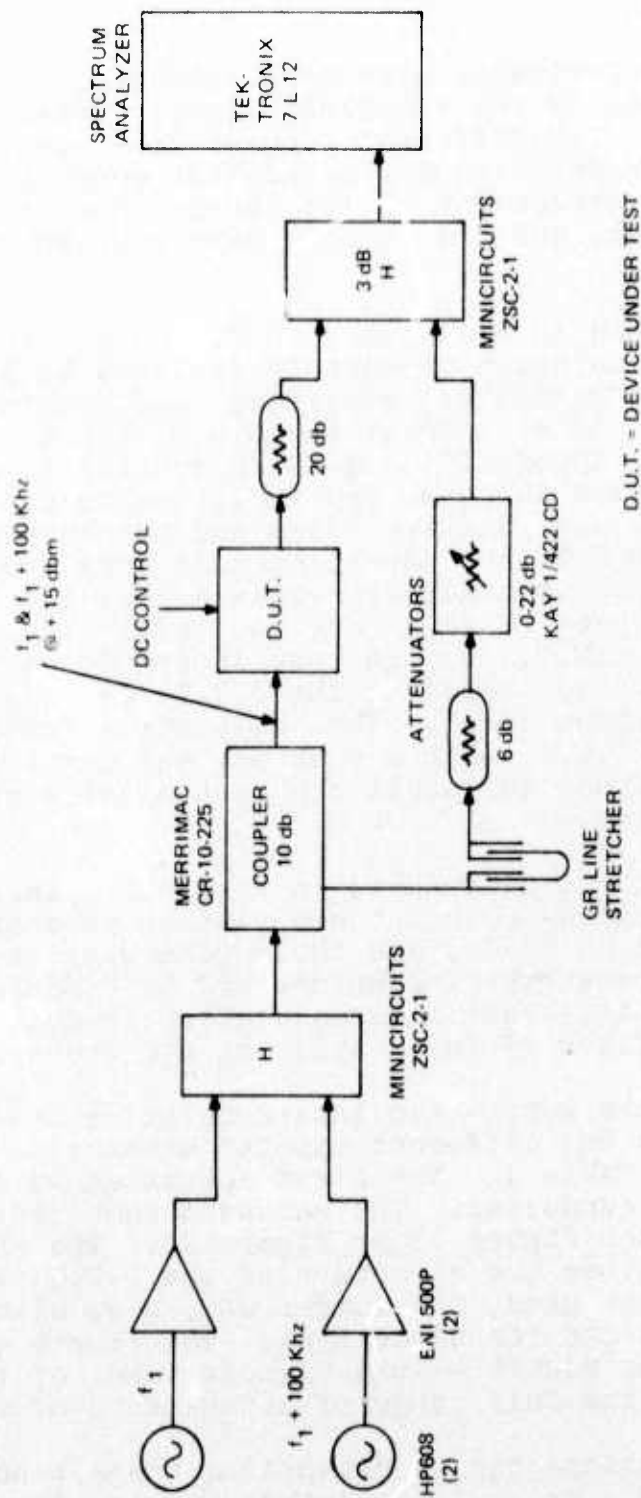 f1
f1 + 100 Khz
HP608
(2)
ENI 500P
(2)
H
MINICIRCUITS
ZSC-2-1
MERRIMAC
CR-10-225
COUPLER
10 db
f1 & f1 + 100 Khz
@ + 15 dbm
DC CONTROL
D.U.T.
20 db
GR LINE
STRETCHER
6 db
ATTENUATORS
0-22 db
KAY 1/422 CD
3 dB
H
MINICIRCUITS
ZSC-2-1
SPECTRUM
ANALYZER
TEK-
TRONIX
7 L 12
D.U.T. = DEVICE UNDER TEST